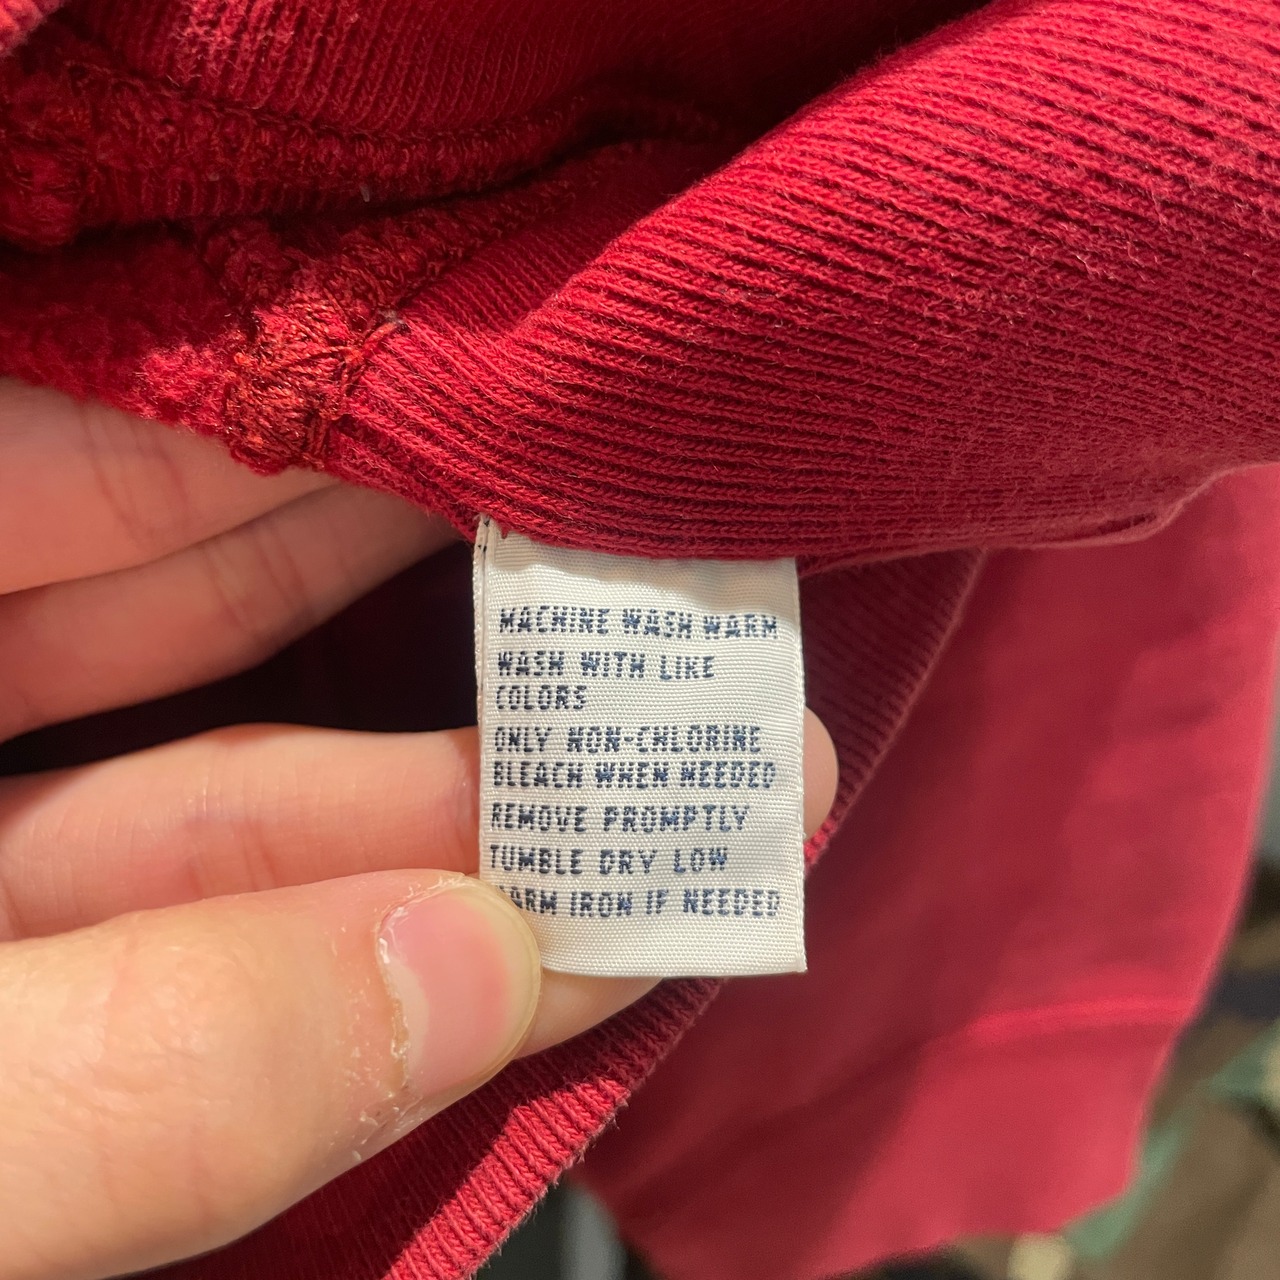 MACHINE WASH WARM
WASH WITH LIKE
COLORS
ONLY NON-CHLORINE
BLEACH WHEN NEEDED
REMOVE PROMPTLY
TUMBLE DRY LOW
ARM IRON IF NEEDED